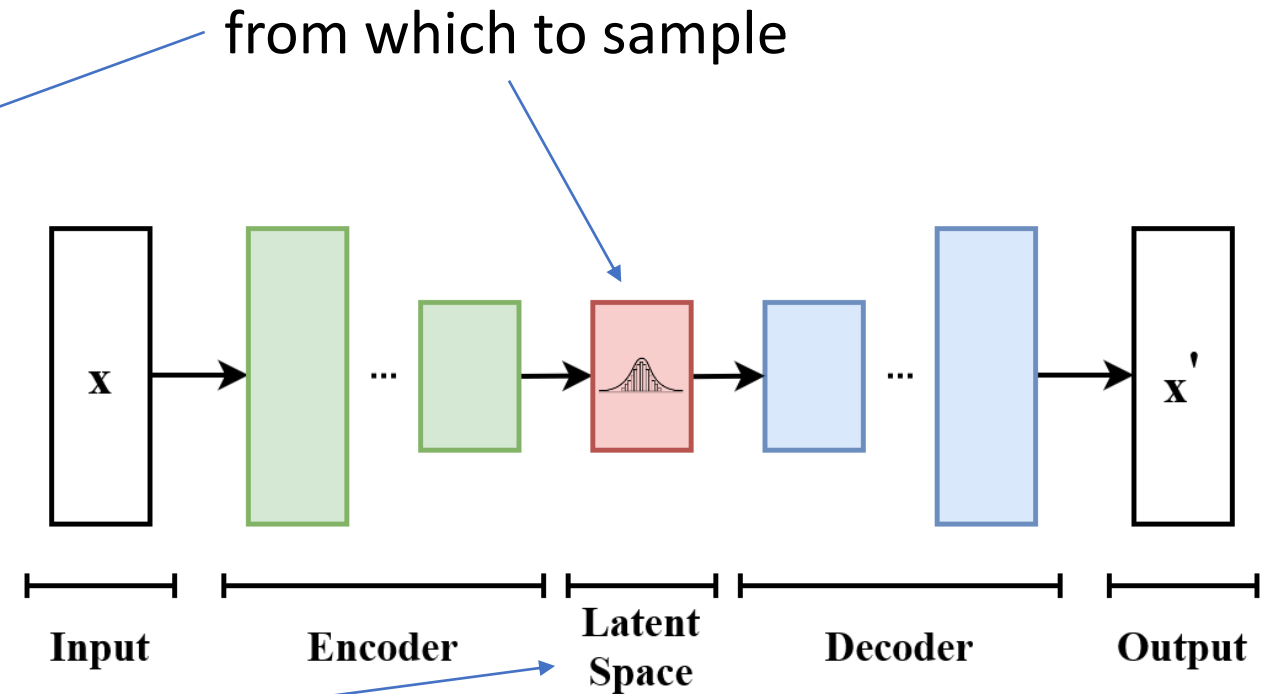 from which to sample
x
...
...
x'
Input
Encoder
Latent
Space
Decoder
Output